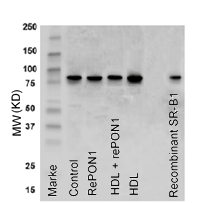 250
150
100
75
50
37
25
15
MW (KD)
Marke
Control
RePON1
HDL + rePON1
HDL
Recombinant SR-B1